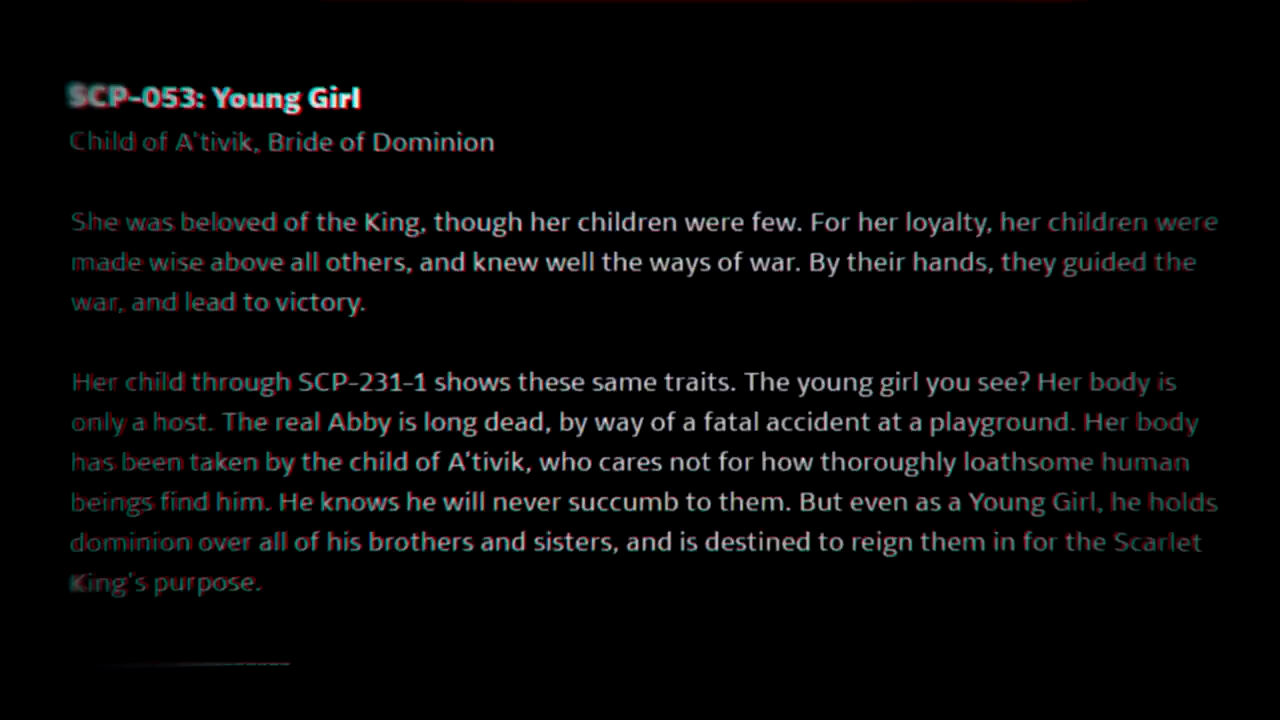 SCP-053: Young Girl
Child of A'tivik, Bride of Dominion
She was beloved of the King, though her children were few. For her loyalty, her children were
made wise above all others, and knew well the ways of war. By their hands, they guided the
war, and lead to victory.
Her child through SCP-231-1 shows these same traits. The young girl you see? Her body is
only a host. The real Abby is long dead, by way of a fatal accident at a playground. Her body
has been taken by the child of A'tivik, who cares not for how thoroughly loathsome human
beings find him. He knows he will never succumb to them. But even as a Young Girl, he holds
dominion over all of his brothers and sisters, and is destined to reign them in for the Scarlet
King's purpose.